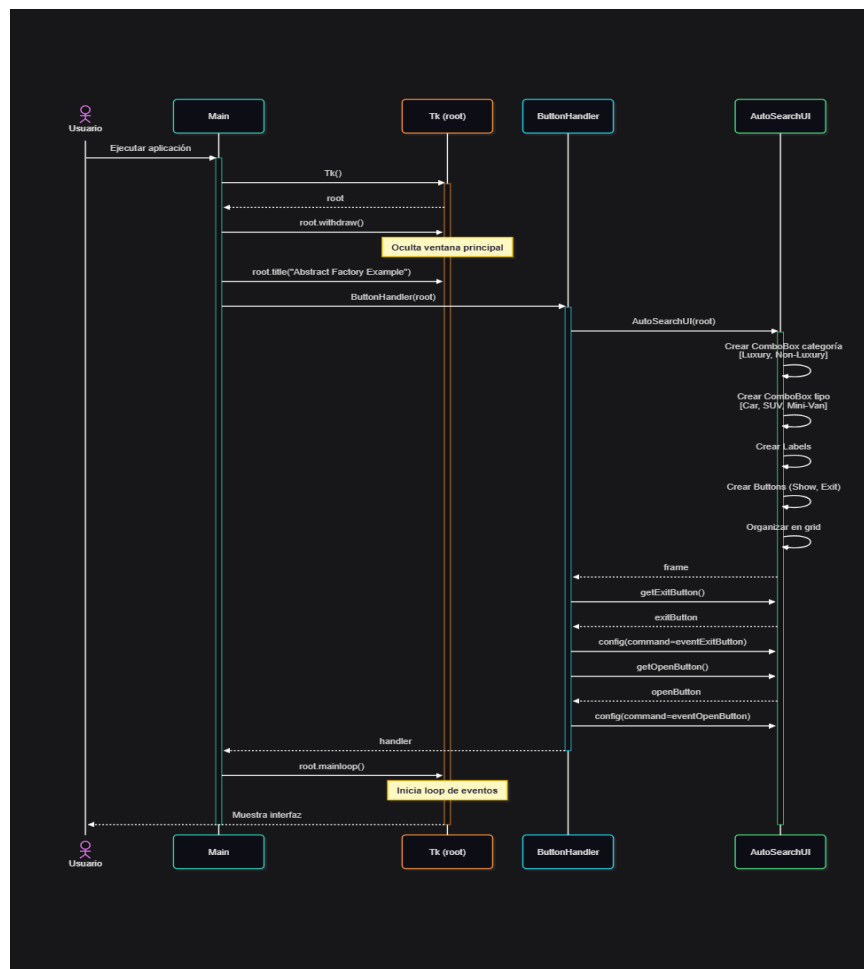 Usuario
Main
Tk (root)
ButtonHandler
AutoSearchUI
Ejecutar aplicación
Tk()
root
root.withdraw()
Oculta ventana principal
root.title("Abstract Factory Example")
ButtonHandler(root)
AutoSearchUI(root)
Crear ComboBox categoría
[Luxury, Non-Luxury]
Crear ComboBox tipo
[Car, SUV, Mini-Van]
Crear Labels
Crear Buttons (Show, Exit)
Organizar en grid
frame
getExitButton()
exitButton
config(command=eventExitButton)
getOpenButton()
openButton
config(command=eventOpenButton)
handler
root.mainloop()
Inicia loop de eventos
Muestra interfaz
Usuario
Main
Tk (root)
ButtonHandler
AutoSearchUI